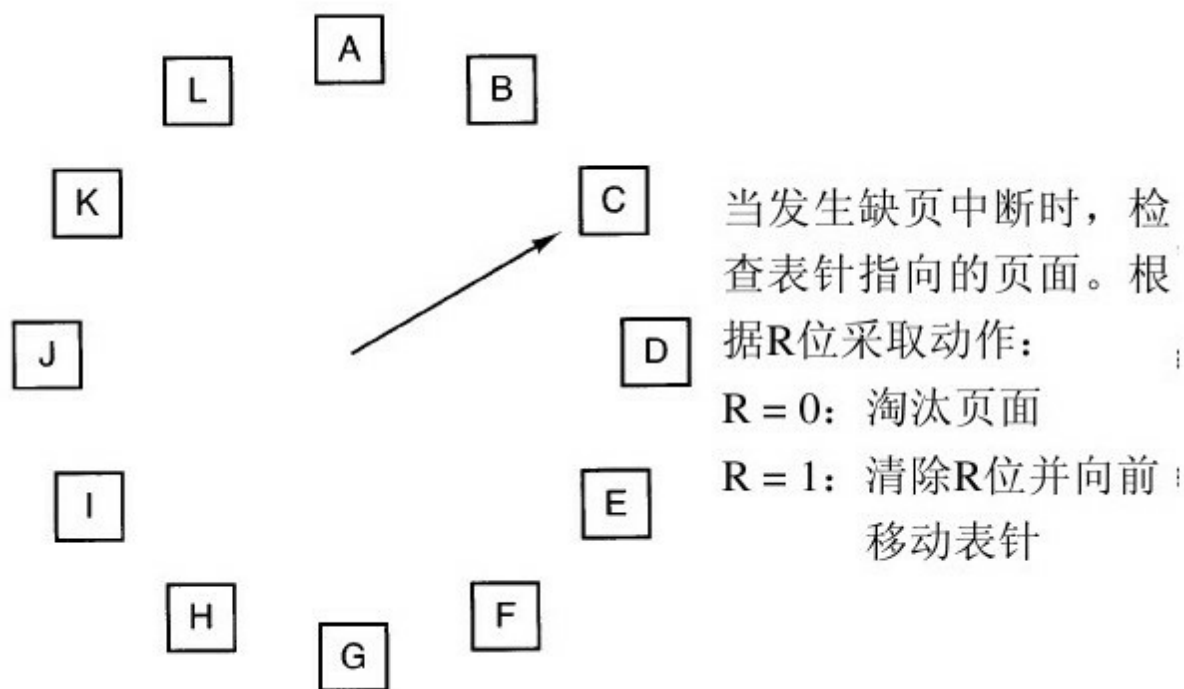 A
L
B
K
C
J
D
I
E
H
F
G
当发生缺页中断时，检
查表针指向的页面。根
据R位采取动作：
R = 0：淘汰页面
R = 1：清除R位并向前
移动表针